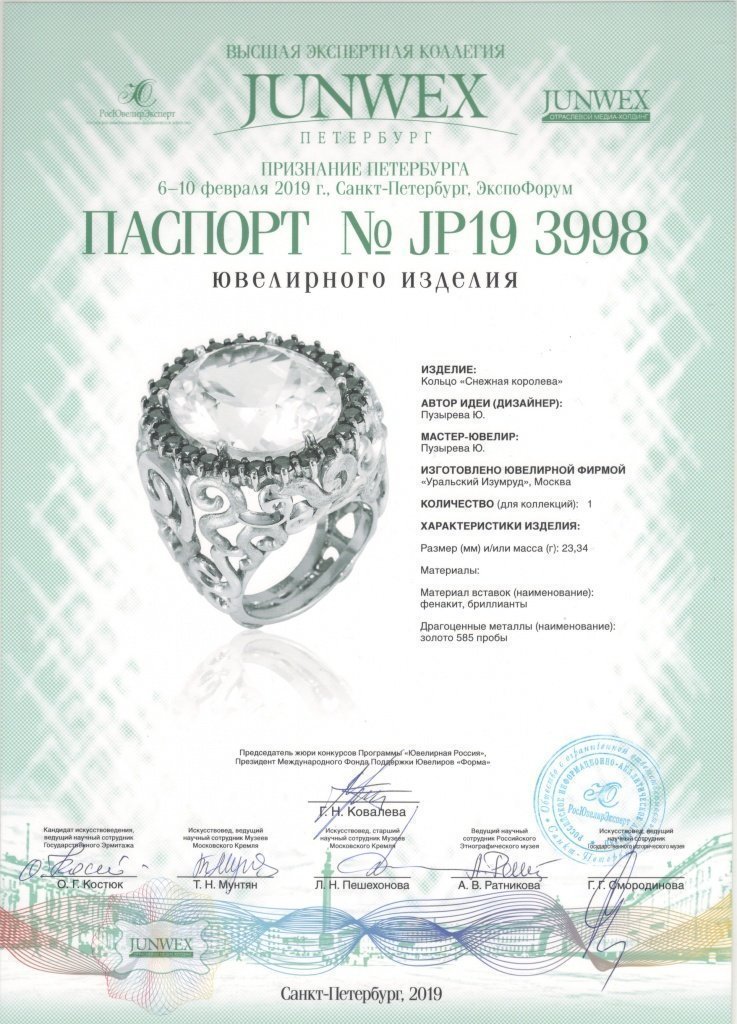 ВЫСШАЯ ЭКСПЕРТНАЯ КОЛЛЕГИЯ
JUNWEX
ПЕТЕРБУРГ
РосЮвелирЭксперт
JUNWEX
ОТРАСЛЕВОЙ МЕДИА-ХОЛДИНГ
ПРИЗНАНИЕ ПЕТЕРБУРГА
6–10 февраля 2019 г., Санкт-Петербург, ЭкспоФорум
ПАСПОРТ № JP19 3998
ювелирного изделия
ИЗДЕЛИЕ:
Кольцо «Снежная королева»
АВТОР ИДЕИ (ДИЗАЙНЕР):
Пузырева Ю.
МАСТЕР-ЮВЕЛИР:
Пузырева Ю.
ИЗГОТОВЛЕНО ЮВЕЛИРНОЙ ФИРМОЙ
«Уральский Изумруд», Москва
КОЛИЧЕСТВО (для коллекций): 1
ХАРАКТЕРИСТИКИ ИЗДЕЛИЯ:
Размер (мм) и/или масса (г): 23,34
Материалы:
Материал вставок (наименование):
фенакит, бриллианты
Драгоценные металлы (наименование):
золото 585 пробы
Председатель жюри конкурсов Программы «Ювелирная Россия»,
Президент Международного Фонда Поддержки Ювелиров «Форма»
Г. Н. Ковалева
Кандидат искусствоведения,
ведущий научный сотрудник
Государственного Эрмитажа
О. Г. Костюк
Искусствовед, ведущий
научный сотрудник Музеев
Московского Кремля
Т. Н. Мунтян
Искусствовед, старший
научный сотрудник Музеев
Московского Кремля
Л. Н. Пешехонова
Ведущий научный
сотрудник Российского
Этнографического музея
А. В. Ратникова
Искусствовед, ведущий
научный сотрудник
Государственного исторического музея
Г. Г. Смородинова
РосЮвелирЭксперт
JUNWEX
Санкт-Петербург, 2019